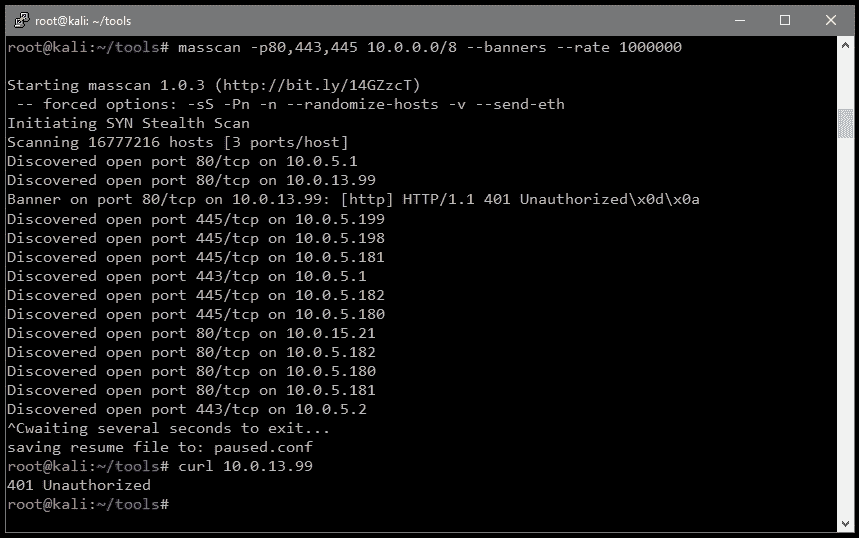 root@kali: ~/tools
root@kali:~/tools# masscan -p80,443,445 10.0.0.0/8 --banners --rate 1000000
Starting masscan 1.0.3 (http://bit.ly/14GZzcT)
 -- forced options: -sS -Pn -n --randomize-hosts -v --send-eth
Initiating SYN Stealth Scan
Scanning 16777216 hosts [3 ports/host]
Discovered open port 80/tcp on 10.0.5.1
Discovered open port 80/tcp on 10.0.13.99
Banner on port 80/tcp on 10.0.13.99: [http] HTTP/1.1 401 Unauthorized\x0d\x0a
Discovered open port 445/tcp on 10.0.5.199
Discovered open port 445/tcp on 10.0.5.198
Discovered open port 445/tcp on 10.0.5.181
Discovered open port 443/tcp on 10.0.5.1
Discovered open port 445/tcp on 10.0.5.182
Discovered open port 445/tcp on 10.0.5.180
Discovered open port 80/tcp on 10.0.15.21
Discovered open port 80/tcp on 10.0.5.182
Discovered open port 80/tcp on 10.0.5.180
Discovered open port 80/tcp on 10.0.5.181
Discovered open port 443/tcp on 10.0.5.2
^Cwaiting several seconds to exit...
saving resume file to: paused.conf
root@kali:~/tools# curl 10.0.13.99
401 Unauthorized
root@kali:~/tools#